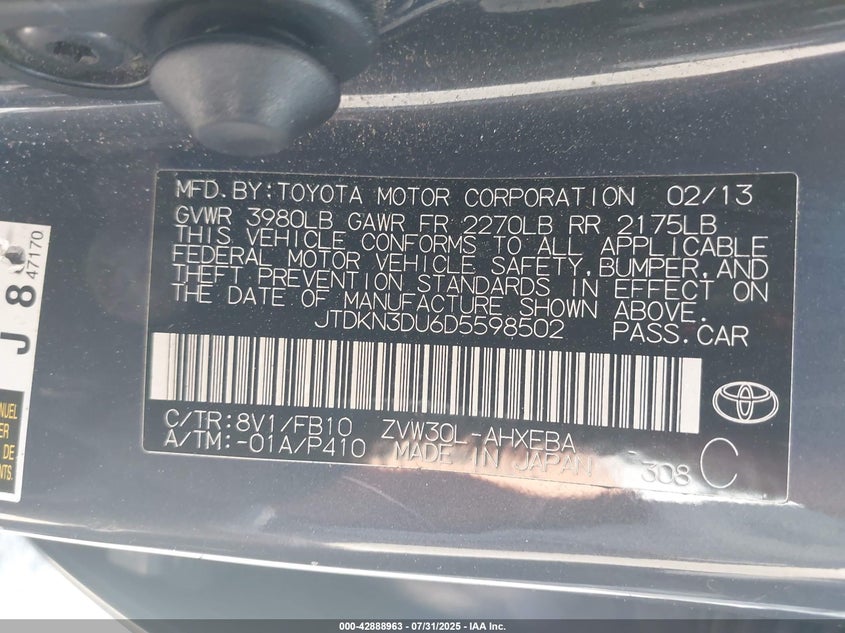 MFD.BY:TOYOTA MOTOR CORPORATION 02/13
GVWR 3980LB GAWR FR 2270LB RR 2175LB
THIS VEHICLE CONFORMS TO ALL APPLICABLE
FEDERAL MOTOR VEHICLE SAFETY,BUMPER,AND
THEFT PREVENTION STANDARDS IN EFFECT ON
THE DATE OF MANUFACTURE SHOWN ABOVE.
JTDKN3DU6D5598502 PASS.CAR
C/TR:8V1/FB10 ZVW30L-AHXEBA
A/TM:-01A/P410 MADE IN JAPAN 308 C
J 8
47170
DE
000-42888963 / 07/31/2025 / IAA Inc.